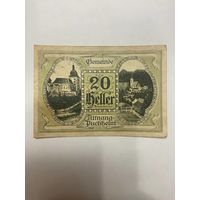 Gemeinde
20
Heller
Attnang-
Puchheim